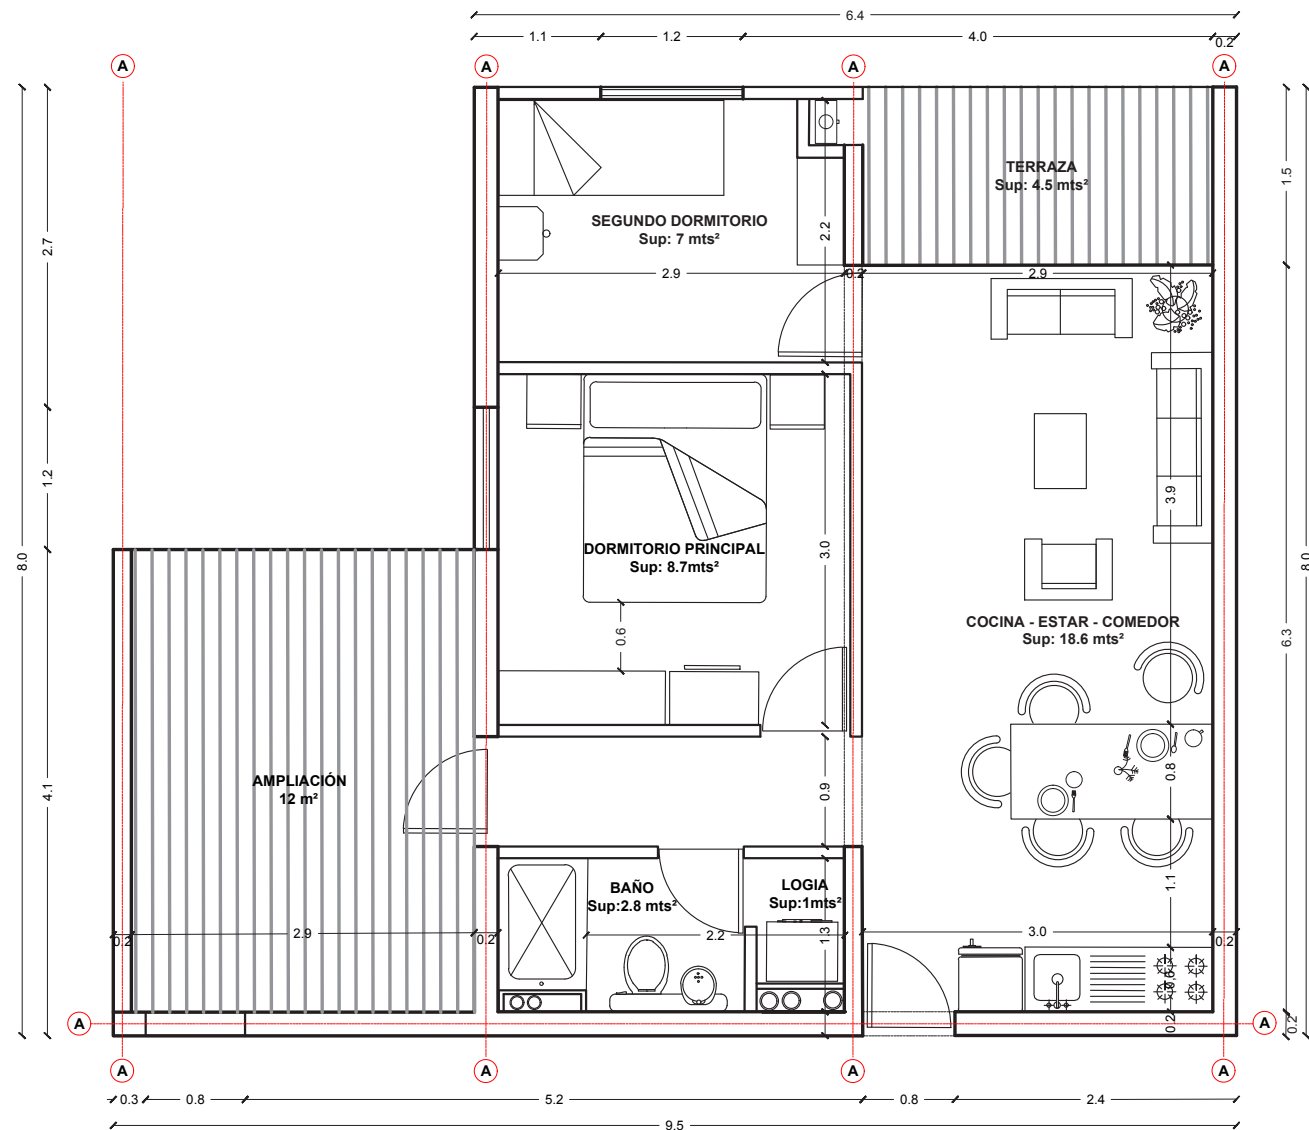 6.4
1.1
1.2
4.0
0.2
A
A
A
A
TERRAZA
Sup: 4.5 mts²
1.5
SEGUNDO DORMITORIO
Sup: 7 mts²
2.2
2.7
2.9
0.2
2.9
1.2
3.9
8.0
8.0
DORMITORIO PRINCIPAL
Sup: 8.7mts²
3.0
0.6
COCINA - ESTAR - COMEDOR
Sup: 18.6 mts²
6.3
AMPLIACIÓN
12 m²
4.1
0.9
0.8
BAÑO
Sup:2.8 mts²
LOGIA
Sup:1mts²
1.1
0.2
2.9
0.2
2.2
1.3
3.0
0.2
0,6
A
0.2
0.2
A
A
A
A
A
0.3
0.8
5.2
0.8
2.4
9.5